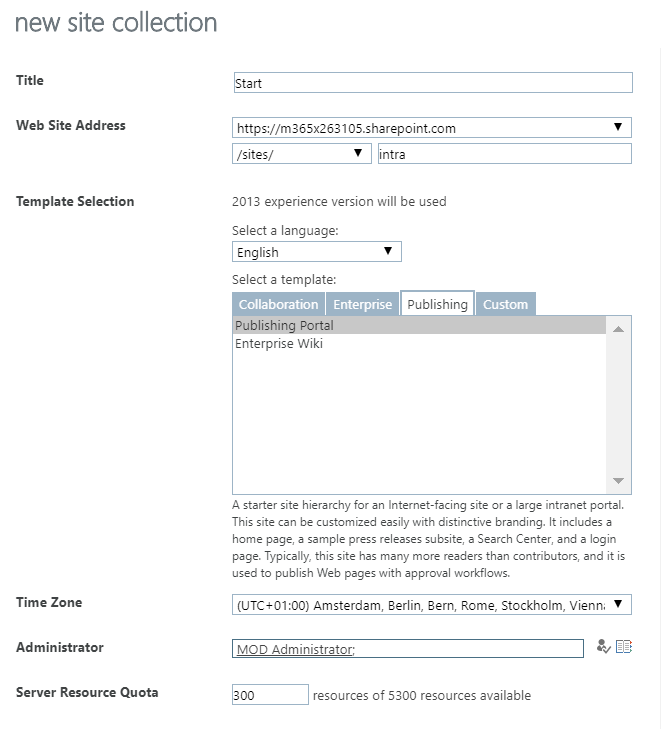 new site collection
Title
Start
Web Site Address
https://m365x263105.sharepoint.com
/sites/ intra
Template Selection
2013 experience version will be used
Select a language:
English
Select a template:
Collaboration Enterprise Publishing Custom
Publishing Portal
Enterprise Wiki
A starter site hierarchy for an Internet-facing site or a large intranet portal.
This site can be customized easily with distinctive branding. It includes a
home page, a sample press releases subsite, a Search Center, and a login
page. Typically, this site has many more readers than contributors, and it is
used to publish Web pages with approval workflows.
Time Zone
(UTC+01:00) Amsterdam, Berlin, Bern, Rome, Stockholm, Vienna
Administrator
MOD Administrator;
Server Resource Quota
300 resources of 5300 resources available